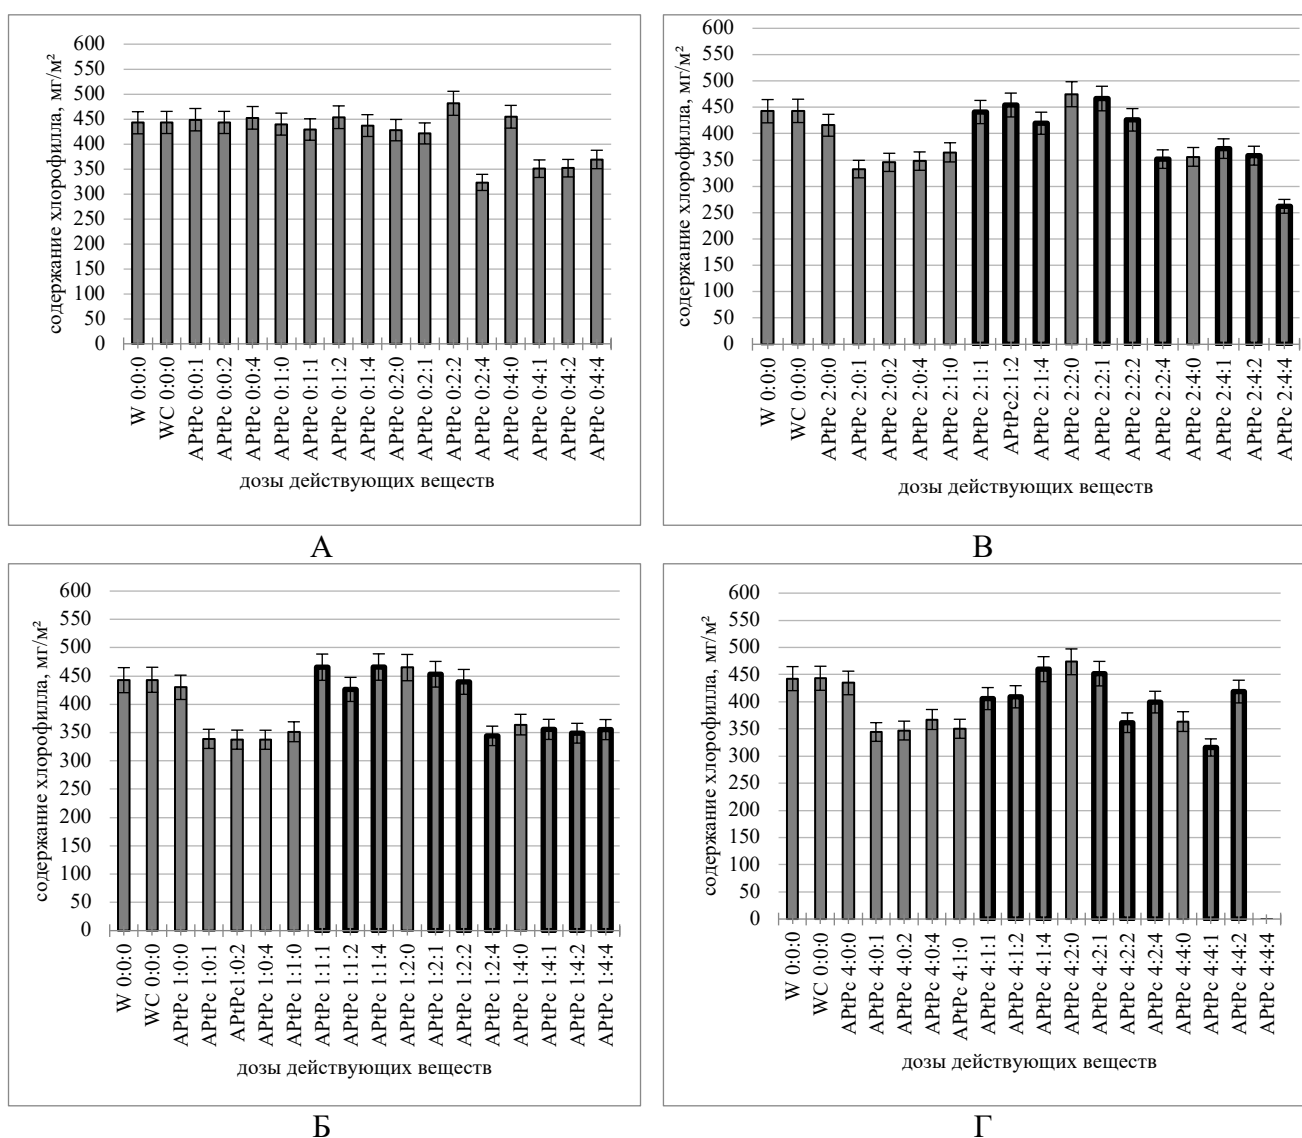 содержание хлорофилла, мг/м²
600
550
500
450
400
350
300
250
200
150
100
50
0
W 0:0:0
WC 0:0:0
APtPc 0:0:1
APtPc 0:0:2
APtPc 0:0:4
APtPc 0:1:0
APtPc 0:1:1
APtPc 0:1:2
APtPc 0:1:4
APtPc 0:2:0
APtPc 0:2:1
APtPc 0:2:2
APtPc 0:2:4
APtPc 0:4:0
APtPc 0:4:1
APtPc 0:4:2
APtPc 0:4:4
дозы действующих веществ
А
содержание хлорофилла, мг/м²
600
550
500
450
400
350
300
250
200
150
100
50
0
W 0:0:0
WC 0:0:0
APtPc 2:0:0
APtPc 2:0:1
APtPc 2:0:2
APtPc 2:0:4
APtPc 2:1:0
APtPc 2:1:1
APtPc2:1:2
APtPc 2:1:4
APtPc 2:2:0
APtPc 2:2:1
APtPc 2:2:2
APtPc 2:2:4
APtPc 2:4:0
APtPc 2:4:1
APtPc 2:4:2
APtPc 2:4:4
дозы действующих веществ
В
содержание хлорофилла, мг/м²
600
550
500
450
400
350
300
250
200
150
100
50
0
W 0:0:0
WC 0:0:0
APtPc 1:0:0
APtPc 1:0:1
APtPc1:0:2
APtPc 1:0:4
APtPc 1:1:0
APtPc 1:1:1
APtPc 1:1:2
APtPc 1:1:4
APtPc 1:2:0
APtPc 1:2:1
APtPc 1:2:2
APtPc 1:2:4
APtPc 1:4:0
APtPc 1:4:1
APtPc 1:4:2
APtPc 1:4:4
дозы действующих веществ
Б
содержание хлорофилла, мг/м²
600
550
500
450
400
350
300
250
200
150
100
50
0
W 0:0:0
WC 0:0:0
APtPc 4:0:0
APtPc 4:0:1
APtPc 4:0:2
APtPc 4:0:4
APtPc 4:1:0
APtPc 4:1:1
APtPc 4:1:2
APtPc 4:1:4
APtPc 4:2:0
APtPc 4:2:1
APtPc 4:2:2
APtPc 4:2:4
APtPc 4:4:0
APtPc 4:4:1
APtPc 4:4:2
APtPc 4:4:4
дозы действующих веществ
Г